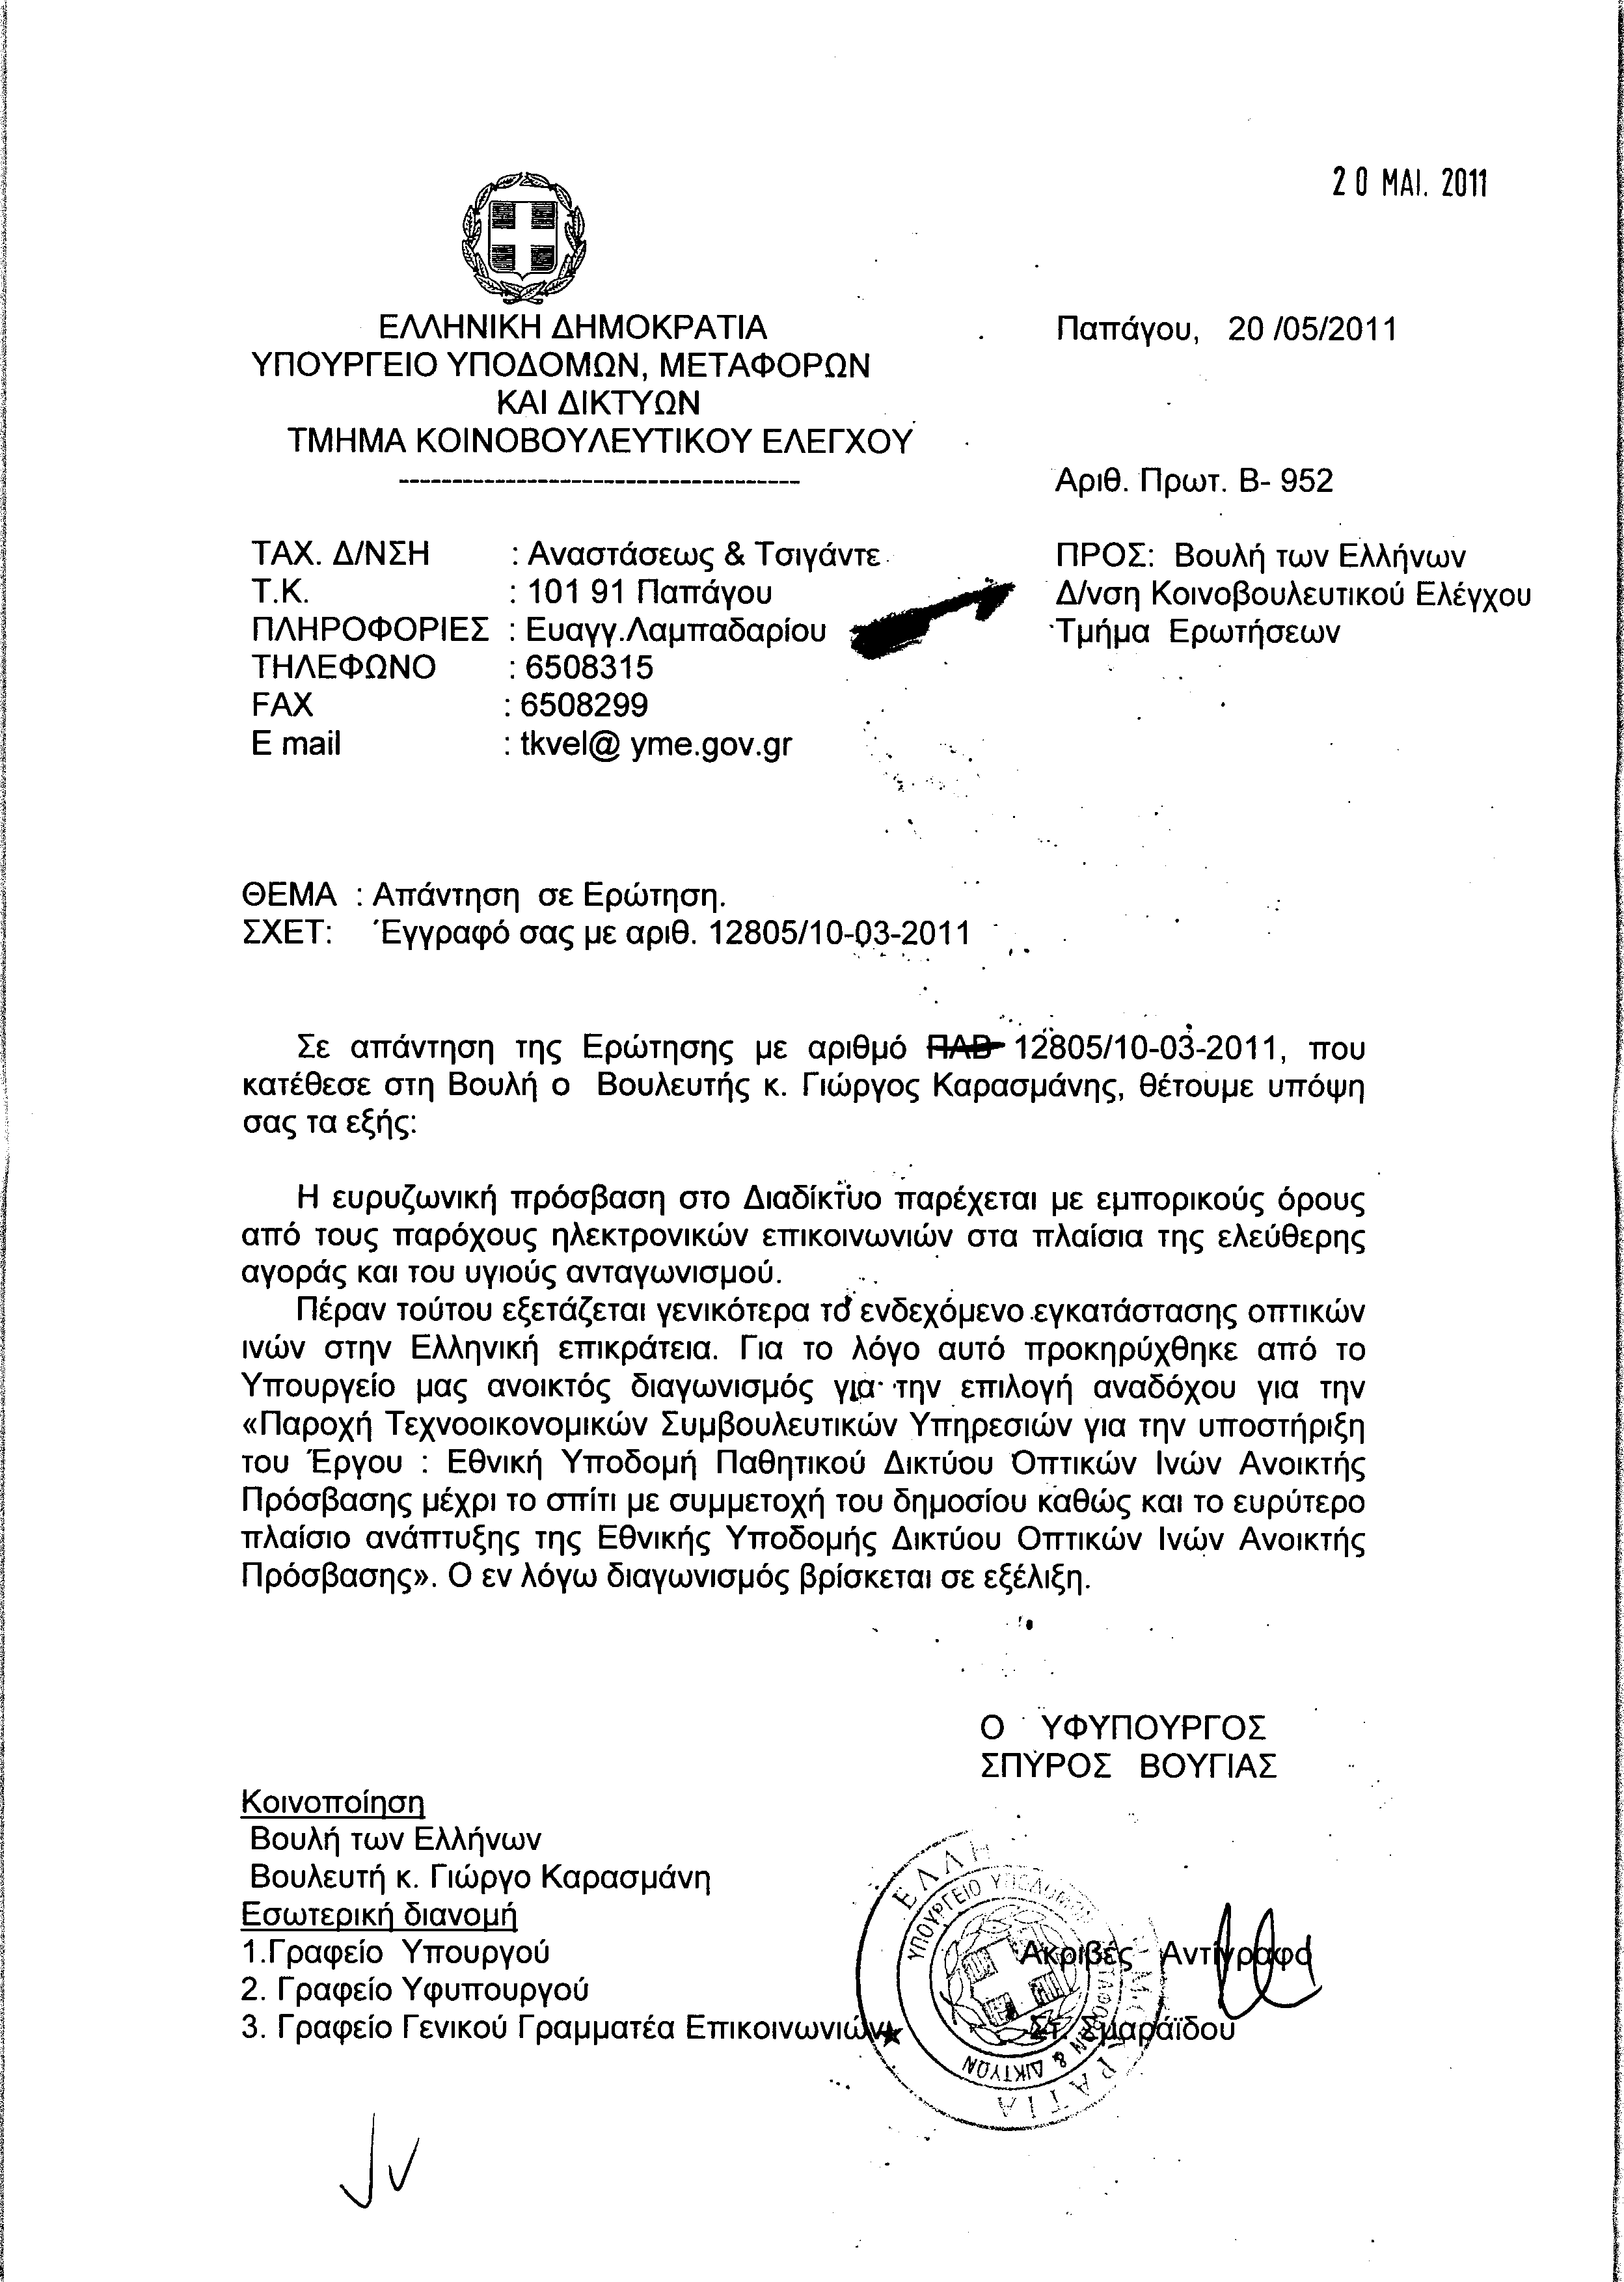 20 ΜΑΙ. 2011
ΕΛΛΗΝΙΚΗ ΔΗΜΟΚΡΑΤΙΑ
ΥΠΟΥΡΓΕΙΟ ΥΠΟΔΟΜΩΝ, ΜΕΤΑΦΟΡΩΝ
ΚΑΙ ΔΙΚΤΥΩΝ
ΤΜΗΜΑ ΚΟΙΝΟΒΟΥΛΕΥΤΙΚΟΥ ΕΛΕΓΧΟΥ
--------------------------------------
Παπάγου, 20 /05/2011
Αριθ. Πρωτ. Β- 952
ΤΑΧ. Δ/ΝΣΗ : Αναστάσεως & Τσιγάντε
Τ.Κ. : 101 91 Παπάγου
ΠΛΗΡΟΦΟΡΙΕΣ : Ευαγγ.Λαμπαδαρίου
ΤΗΛΕΦΩΝΟ : 6508315
FAX : 6508299
E mail : tkvel@ yme.gov.gr
ΠΡΟΣ: Βουλή των Ελλήνων
Δ/νση Κοινοβουλευτικού Ελέγχου
Τμήμα Ερωτήσεων
ΘΕΜΑ : Απάντηση σε Ερώτηση.
ΣΧΕΤ: Έγγραφό σας με αριθ. 12805/10-03-2011
Σε απάντηση της Ερώτησης με αριθμό ΠΑΒ 12805/10-03-2011, που
κατέθεσε στη Βουλή ο Βουλευτής κ. Γιώργος Καρασμάνης, θέτουμε υπόψη
σας τα εξής:
Η ευρυζωνική πρόσβαση στο Διαδίκτυο παρέχεται με εμπορικούς όρους
από τους παρόχους ηλεκτρονικών επικοινωνιών στα πλαίσια της ελεύθερης
αγοράς και του υγιούς ανταγωνισμού.
Πέραν τούτου εξετάζεται γενικότερα το ενδεχόμενο εγκατάστασης οπτικών
ινών στην Ελληνική επικράτεια. Για το λόγο αυτό προκηρύχθηκε από το
Υπουργείο μας ανοικτός διαγωνισμός για την επιλογή αναδόχου για την
«Παροχή Τεχνοοικονομικών Συμβουλευτικών Υπηρεσιών για την υποστήριξη
του Έργου : Εθνική Υποδομή Παθητικού Δικτύου Οπτικών Ινών Ανοικτής
Πρόσβασης μέχρι το σπίτι με συμμετοχή του δημοσίου καθώς και το ευρύτερο
πλαίσιο ανάπτυξης της Εθνικής Υποδομής Δικτύου Οπτικών Ινών Ανοικτής
Πρόσβασης». Ο εν λόγω διαγωνισμός βρίσκεται σε εξέλιξη.
Ο ΥΦΥΠΟΥΡΓΟΣ
ΣΠΥΡΟΣ ΒΟΥΓΙΑΣ
Κοινοποίηση
Βουλή των Ελλήνων
Βουλευτή κ. Γιώργο Καρασμάνη
Εσωτερική διανομή
1.Γραφείο Υπουργού
2. Γραφείο Υφυπουργού
3. Γραφείο Γενικού Γραμματέα Επικοινωνιών
Ακριβές Αντίγραφο
& ΔΙΚΤΥΩΝ